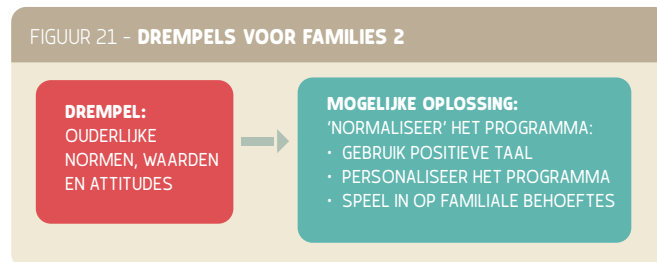 FIGUUR 21 - DREMPELS VOOR FAMILIES 2
DREMPEL:
OUDERLIJKE
NORMEN, WAARDEN
EN ATTITUDES
MOGELIJKE OPLOSSING:
'NORMALISEER' HET PROGRAMMA:
· GEBRUIK POSITIEVE TAAL
· PERSONALISEER HET PROGRAMMA
· SPEEL IN OP FAMILIALE BEHOEFTES